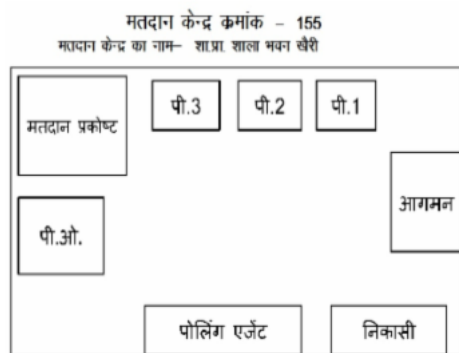 मतदान केन्द्र क्रमांक - 155
मतदान केन्द्र का नाम- शा.प्रा. शाला भवन खैरी
मतदान प्रकोष्ट
पी.3
पी.2
पी.1
आगमन
पी.ओ.
पोलिंग एजेंट
निकासी